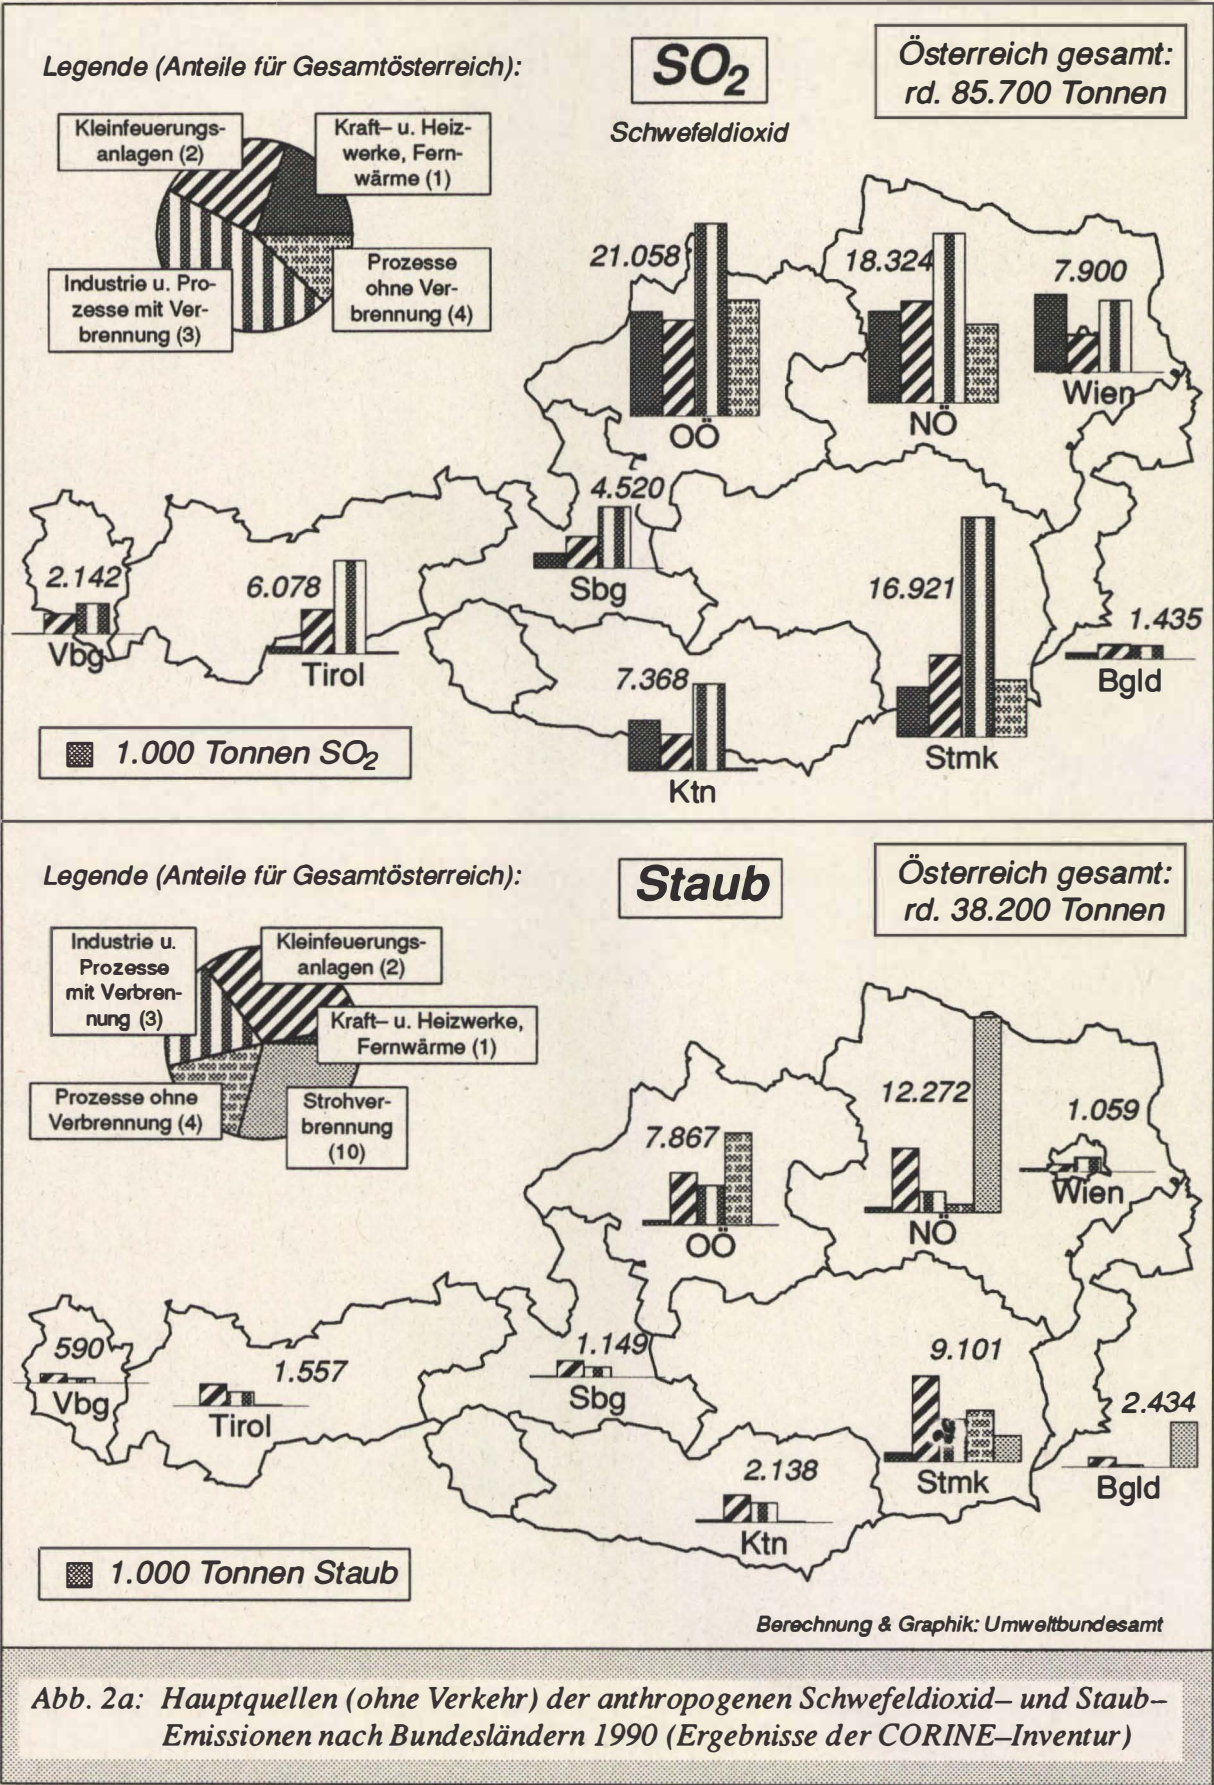 Legende (Anteile für Gesamtösterreich):
SO2
Schwefeldioxid
Österreich gesamt:
rd. 85.700 Tonnen
Kleinfeuerungs-
anlagen (2)
Kraft– u. Heiz-
werke, Fern-
wärme (1)
Industrie u. Pro-
zesse mit Ver-
brennung (3)
Prozesse
ohne Ver-
brennung (4)
21.058
OÖ
18.324
NÖ
7.900
Wien
4.520
Sbg
2.142
Vbg
6.078
Tirol
7.368
Ktn
16.921
Stmk
1.435
Bgld
1.000 Tonnen SO2
Legende (Anteile für Gesamtösterreich):
Staub
Österreich gesamt:
rd. 38.200 Tonnen
Industrie u.
Prozesse
mit Verbren-
nung (3)
Kleinfeuerungs-
anlagen (2)
Kraft– u. Heizwerke,
Fernwärme (1)
Prozesse ohne
Verbrennung (4)
Strohver-
brennung
(10)
7.867
OÖ
12.272
NÖ
1.059
Wien
590
Vbg
1.557
Tirol
1.149
Sbg
2.138
Ktn
9.101
Stmk
2.434
Bgld
1.000 Tonnen Staub
Berechnung & Graphik: Umweltbundesamt
Abb. 2a: Hauptquellen (ohne Verkehr) der anthropogenen Schwefeldioxid– und Staub–
Emissionen nach Bundesländern 1990 (Ergebnisse der CORINE–Inventur)